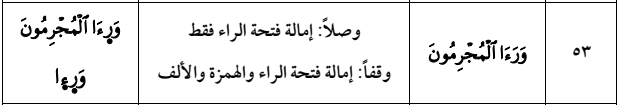 ٥٣
وَرَءَا ٱلْمُجْرِمُونَ
وصلاً: إمالة فتحة الراء فقط
وقفاً: إمالة فتحة الراء والهمزة والألف
وَرٜءَا ٱلْمُجْرِمُونَ
وَرٜءٜا